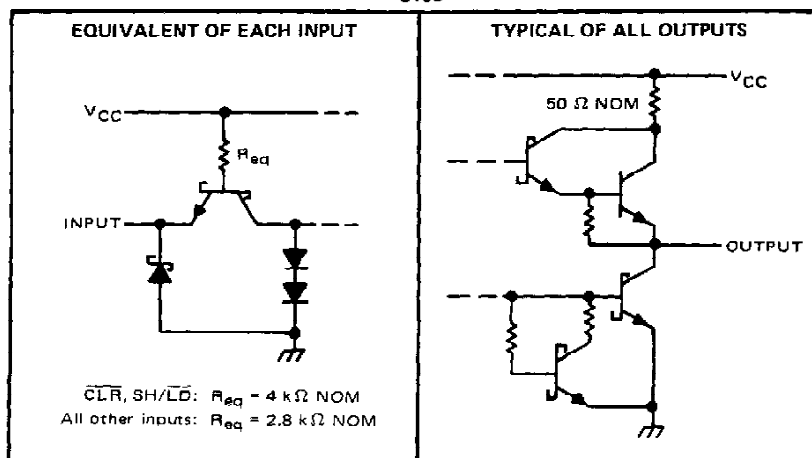 EQUIVALENT OF EACH INPUT
VCC
Req
INPUT
CLR, SH/LD: Req = 4 kΩ NOM
All other inputs: Req = 2.8 kΩ NOM
TYPICAL OF ALL OUTPUTS
VCC
50 Ω NOM
OUTPUT